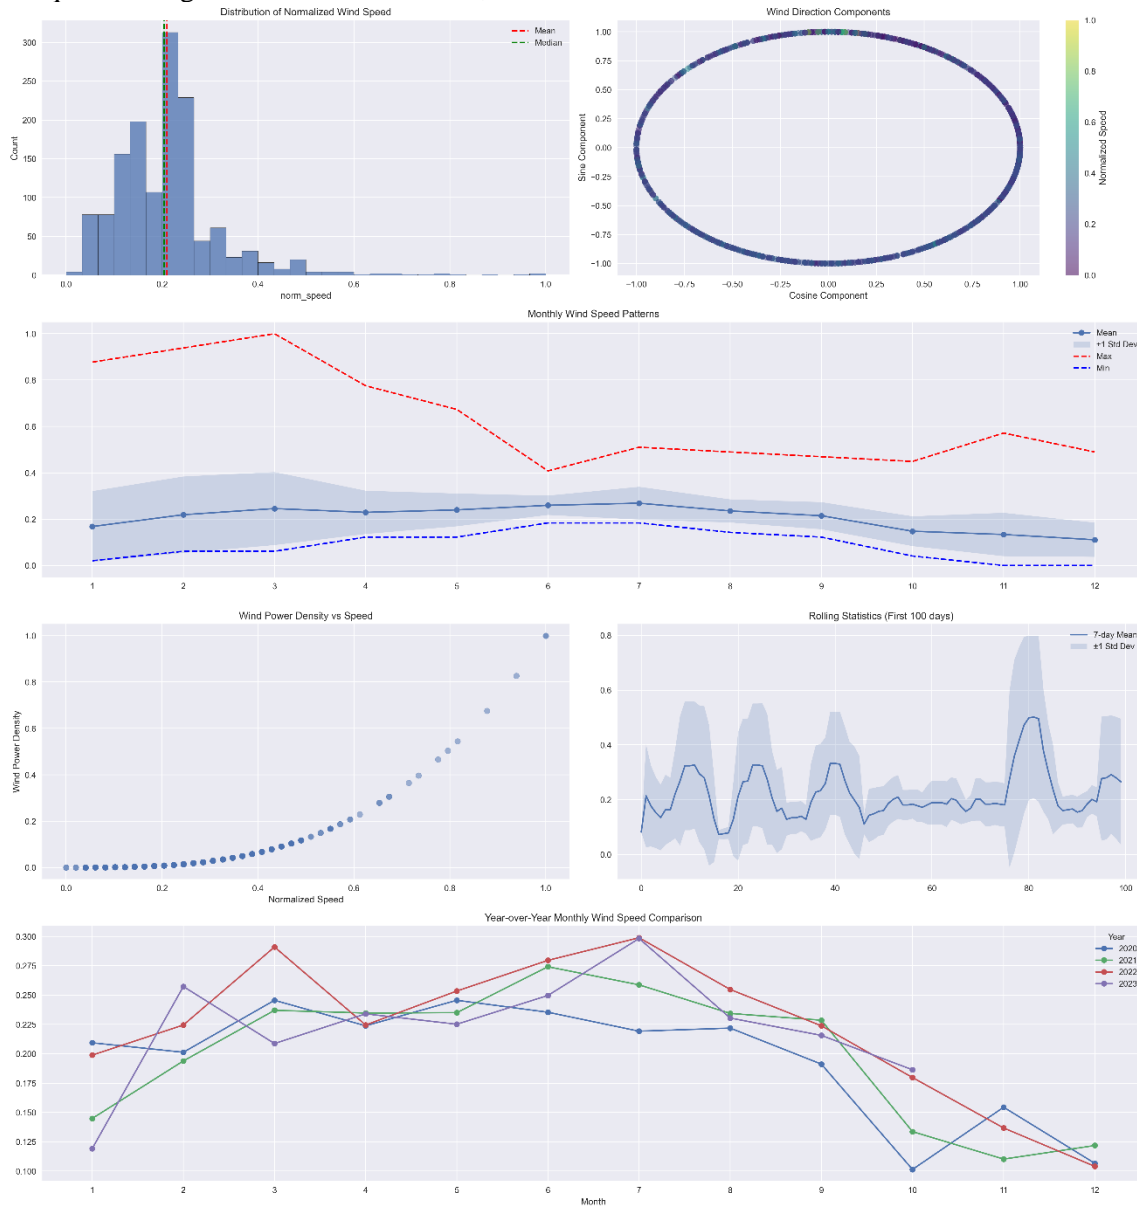 Distribution of Normalized Wind Speed
300
250
200
150
100
50
0
Count
0.0 0.2 0.4 0.6 0.8 1.0
norm_speed
Mean
Median
Wind Direction Components
1.00
0.75
0.50
0.25
0.00
−0.25
−0.50
−0.75
−1.00
Sine Component
−1.00 −0.75 −0.50 −0.25 0.00 0.25 0.50 0.75 1.00
Cosine Component
1.0
0.8
0.6
0.4
0.2
0.0
Normalized Speed
Monthly Wind Speed Patterns
1.0
0.8
0.6
0.4
0.2
0.0
1 2 3 4 5 6 7 8 9 10 11 12
Mean
±1 Std Dev
Max
Min
Wind Power Density vs Speed
1.0
0.8
0.6
0.4
0.2
0.0
Wind Power Density
0.0 0.2 0.4 0.6 0.8 1.0
Normalized Speed
Rolling Statistics (First 100 days)
0.8
0.6
0.4
0.2
0.0
0 20 40 60 80 100
7-day Mean
±1 Std Dev
Year-over-Year Monthly Wind Speed Comparison
0.300
0.275
0.250
0.225
0.200
0.175
0.150
0.125
0.100
1 2 3 4 5 6 7 8 9 10 11 12
Month
Year
2020
2021
2022
2023